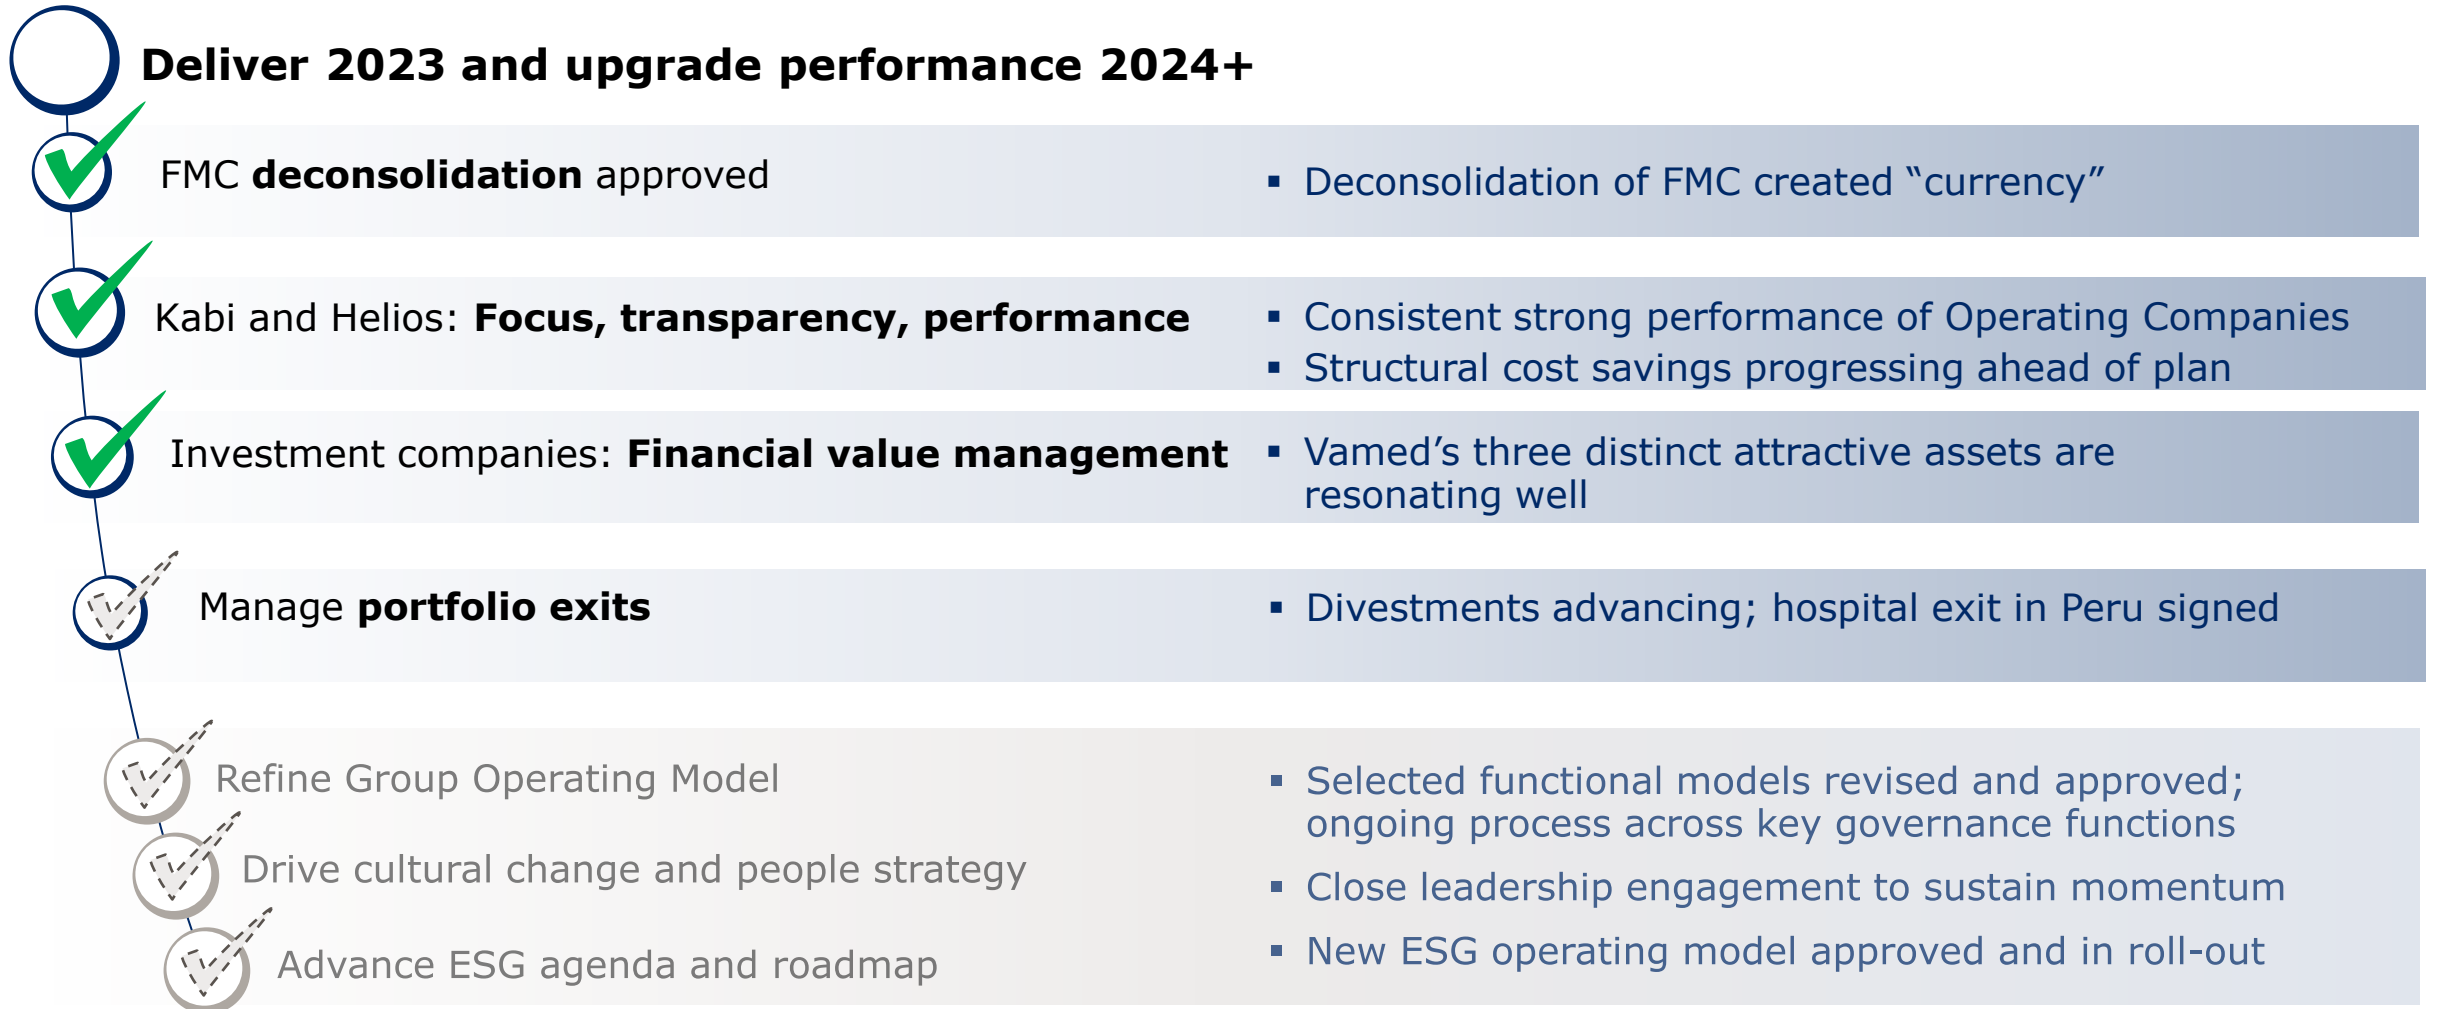 Deliver 2023 and upgrade performance 2024+
FMC deconsolidation approved
▪ Deconsolidation of FMC created “currency”
Kabi and Helios: Focus, transparency, performance
▪ Consistent strong performance of Operating Companies
▪ Structural cost savings progressing ahead of plan
Investment companies: Financial value management
▪ Vamed’s three distinct attractive assets are
resonating well
Manage portfolio exits
▪ Divestments advancing; hospital exit in Peru signed
Refine Group Operating Model
▪ Selected functional models revised and approved;
ongoing process across key governance functions
Drive cultural change and people strategy
▪ Close leadership engagement to sustain momentum
Advance ESG agenda and roadmap
▪ New ESG operating model approved and in roll-out